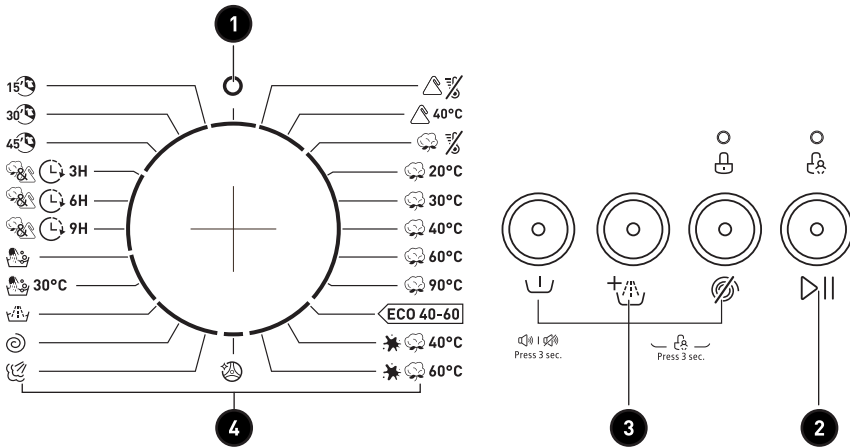 1
15'
30'
45'
& 3H
& 6H
& 9H
30°C
40°C
20°C
30°C
40°C
60°C
90°C
ECO 40-60
40°C
60°C
4
+
I
Press 3 sec.
Press 3 sec.
3
2